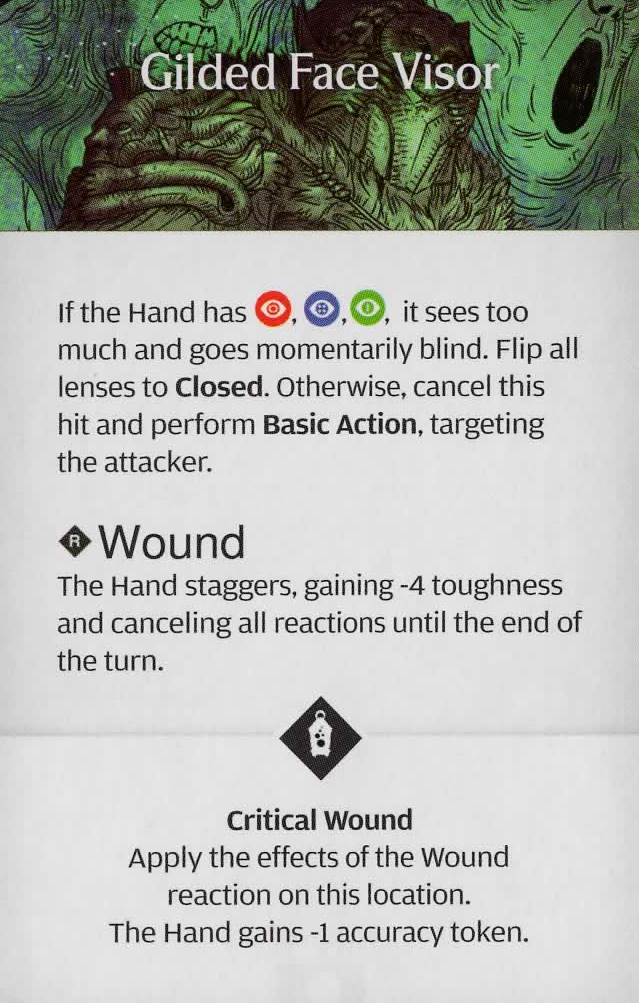 Gilded Face Visor
If the Hand has , , , it sees too
much and goes momentarily blind. Flip all
lenses to Closed. Otherwise, cancel this
hit and perform Basic Action, targeting
the attacker.
R Wound
The Hand staggers, gaining -4 toughness
and canceling all reactions until the end of
the turn.
Critical Wound
Apply the effects of the Wound
reaction on this location.
The Hand gains -1 accuracy token.